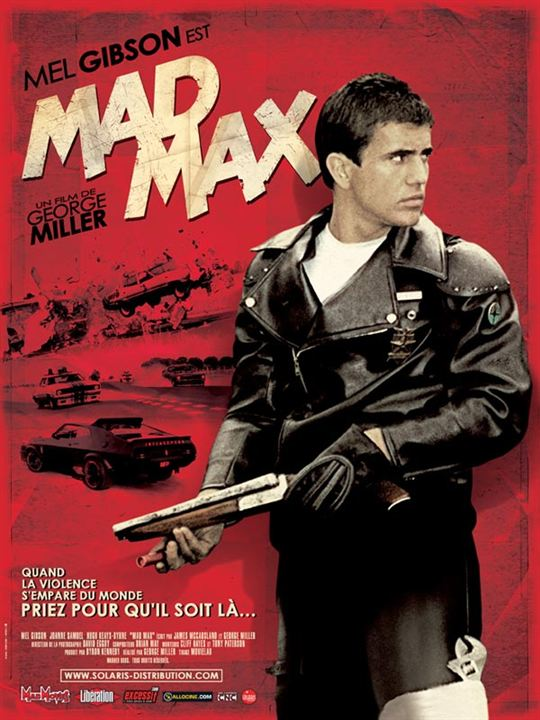 MEL GIBSON EST
MAD
MAX
UN FILM DE
GEORGE
MILLER
QUAND
LA VIOLENCE
S'EMPARE DU MONDE
PRIEZ POUR QU'IL SOIT LÀ...
MEL GIBSON, JOANNE SAMUEL, HUGH KEAYS-BYRNE "MAD MAX" ÉCRIT PAR JAMES MCCAUSLAND ET GEORGE MILLER
DIRECTEUR DE LA PHOTOGRAPHIE DAVID EGGBY COMPOSITEUR BRIAN MAY MONTEURS CLIFF HAYES ET TONY PATERSON
PRODUIT PAR BYRON KENNEDY RÉALISÉ PAR GEORGE MILLER
WARNER BROS. TOUS DROITS RÉSERVÉS.
WWW.SOLARIS-DISTRIBUTION.COM
Mad Movies Libération excessif ALLOCINE.COM CNC